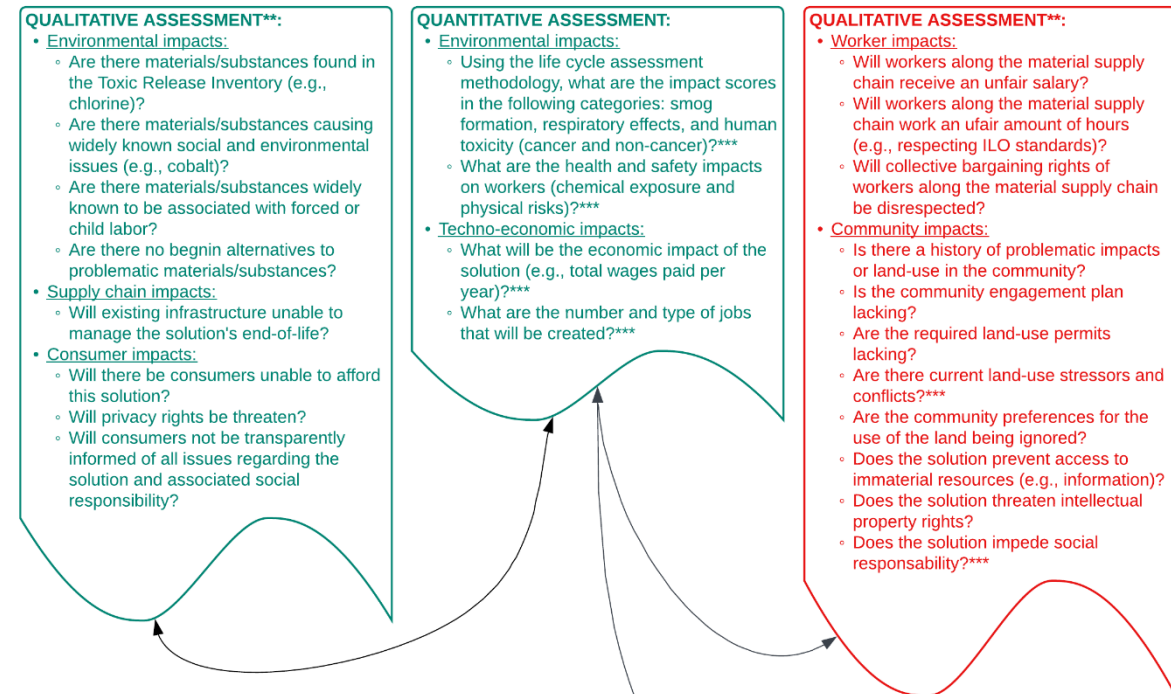 QUALITATIVE ASSESSMENT**:
• Environmental impacts:
◦ Are there materials/substances found in
the Toxic Release Inventory (e.g.,
chlorine)?
◦ Are there materials/substances causing
widely known social and environmental
issues (e.g., cobalt)?
◦ Are there materials/substances widely
known to be associated with forced or
child labor?
◦ Are there no begnin alternatives to
problematic materials/substances?
• Supply chain impacts:
◦ Will existing infrastructure unable to
manage the solution's end-of-life?
• Consumer impacts:
◦ Will there be consumers unable to afford
this solution?
◦ Will privacy rights be threaten?
◦ Will consumers not be transparently
informed of all issues regarding the
solution and associated social
responsibility?
QUANTITATIVE ASSESSMENT:
• Environmental impacts:
◦ Using the life cycle assessment
methodology, what are the impact scores
in the following categories: smog
formation, respiratory effects, and human
toxicity (cancer and non-cancer)?***
◦ What are the health and safety impacts
on workers (chemical exposure and
physical risks)?***
• Techno-economic impacts:
◦ What will be the economic impact of the
solution (e.g., total wages paid per
year)?***
◦ What are the number and type of jobs
that will be created?***
QUALITATIVE ASSESSMENT**:
• Worker impacts:
◦ Will workers along the material supply
chain receive an unfair salary?
◦ Will workers along the material supply
chain work an ufair amount of hours
(e.g., respecting ILO standards)?
◦ Will collective bargaining rights of
workers along the material supply chain
be disrespected?
• Community impacts:
◦ Is there a history of problematic impacts
or land-use in the community?
◦ Is the community engagement plan
lacking?
◦ Are the required land-use permits
lacking?
◦ Are there current land-use stressors and
conflicts?***
◦ Are the community preferences for the
use of the land being ignored?
◦ Does the solution prevent access to
immaterial resources (e.g., information)?
◦ Does the solution threaten intellectual
property rights?
◦ Does the solution impede social
responsability?***